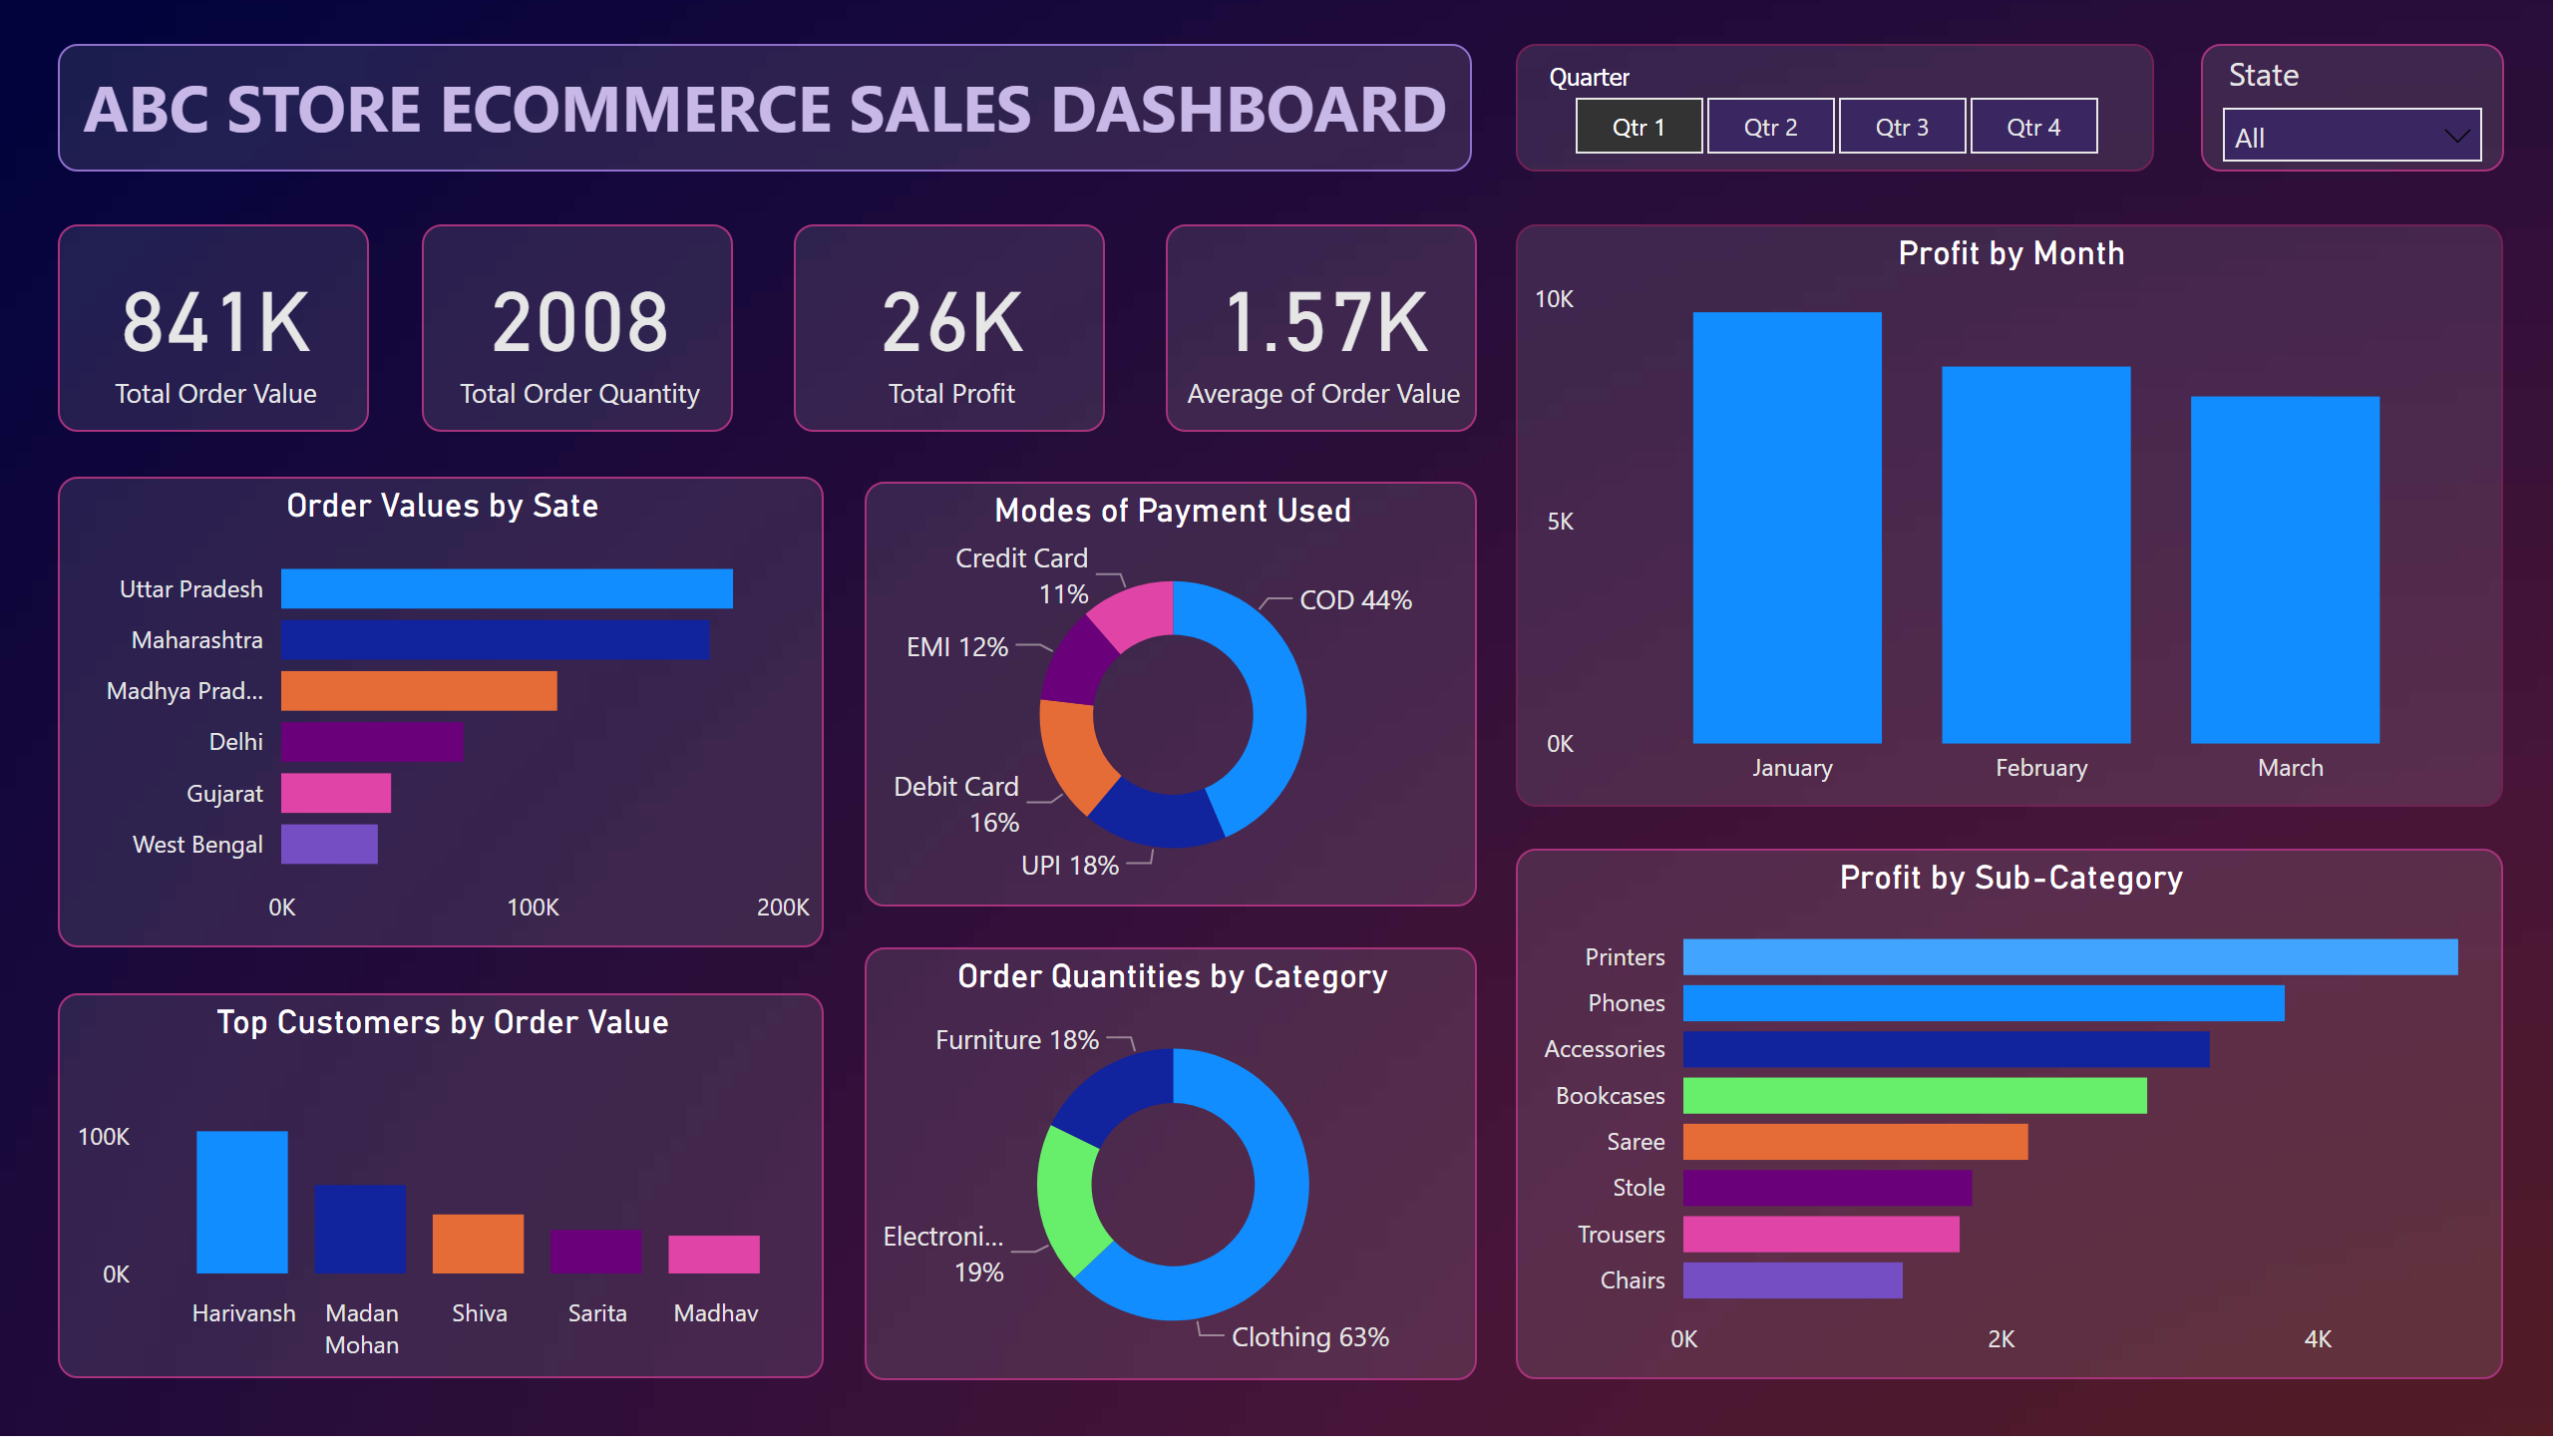 ABC STORE ECOMMERCE SALES DASHBOARD
Quarter
Qtr 1
Qtr 2
Qtr 3
Qtr 4
State
All
841K
Total Order Value
2008
Total Order Quantity
26K
Total Profit
1.57K
Average of Order Value
Profit by Month
10K
5K
0K
January
February
March
Order Values by Sate
Uttar Pradesh
Maharashtra
Madhya Prad...
Delhi
Gujarat
West Bengal
0K
100K
200K
Modes of Payment Used
Credit Card
11%
COD 44%
EMI 12%
Debit Card
16%
UPI 18%
Profit by Sub-Category
Printers
Phones
Accessories
Bookcases
Saree
Stole
Trousers
Chairs
0K
2K
4K
Top Customers by Order Value
100K
0K
Harivansh
Madan
Mohan
Shiva
Sarita
Madhav
Order Quantities by Category
Furniture 18%
Electroni...
19%
Clothing 63%